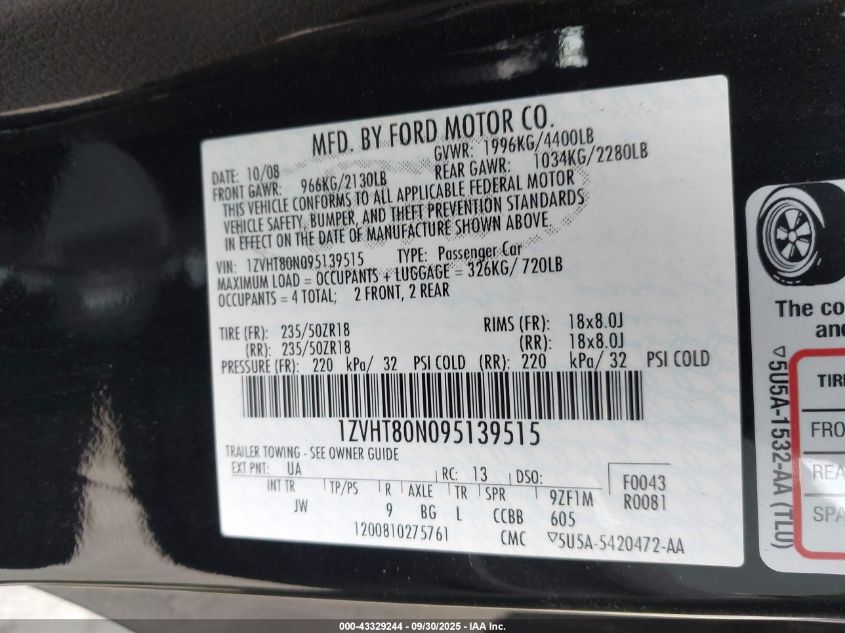 MFD. BY FORD MOTOR CO.
DATE: 10/08 GVWR: 1996KG/4400LB
FRONT GAWR: 966KG/2130LB REAR GAWR: 1034KG/2280LB
THIS VEHICLE CONFORMS TO ALL APPLICABLE FEDERAL MOTOR
VEHICLE SAFETY, BUMPER, AND THEFT PREVENTION STANDARDS
IN EFFECT ON THE DATE OF MANUFACTURE SHOWN ABOVE.
VIN: 1ZVHT80N095139515 TYPE: Passenger Car
MAXIMUM LOAD = OCCUPANTS + LUGGAGE = 326KG/ 720LB
OCCUPANTS = 4 TOTAL; 2 FRONT, 2 REAR
TIRE (FR): 235/50ZR18 RIMS (FR): 18x8.0J
(RR): 235/50ZR18 (RR): 18x8.0J
PRESSURE (FR): 220 kPa/ 32 PSI COLD (RR): 220 kPa/ 32 PSI COLD
1ZVHT80N095139515
TRAILER TOWING - SEE OWNER GUIDE
EXT PNT: UA RC: 13 DSO: F0043
INT TR TP/PS R AXLE TR SPR 9ZF1M R0081
JW 9 BG L CCBB 605
1200810275761 CMC ▽5U5A-5420472-AA
The co
and
▽5U5A-1532-AA (TLU)
TIRE
FRO
REA
SPA
000-43329244 - 09/30/2025 - COPYRIGHT IAA, LLC.